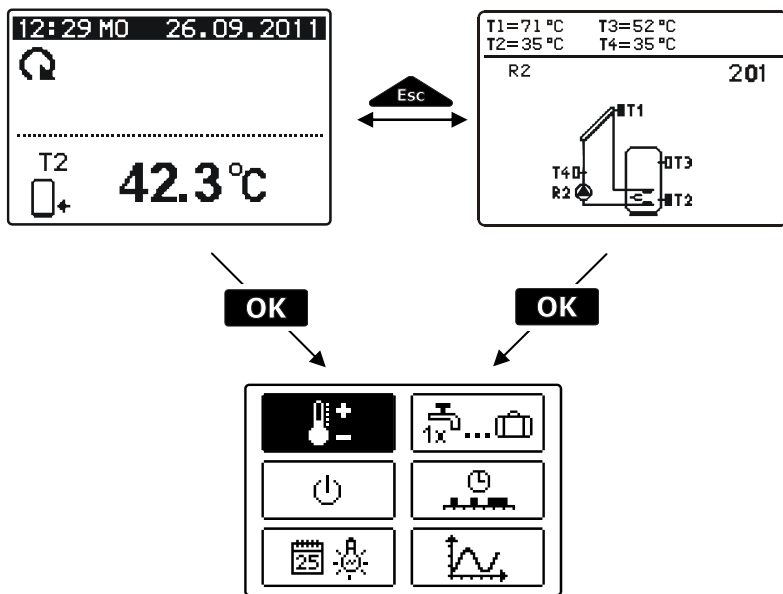 12:29 MO 26.09.2011
T2
42.3°C
Esc
T1=71°C T3=52°C
T2=35°C T4=35°C
R2 201
T1
T3
T4
R2
T2
OK
OK
1x ...
25